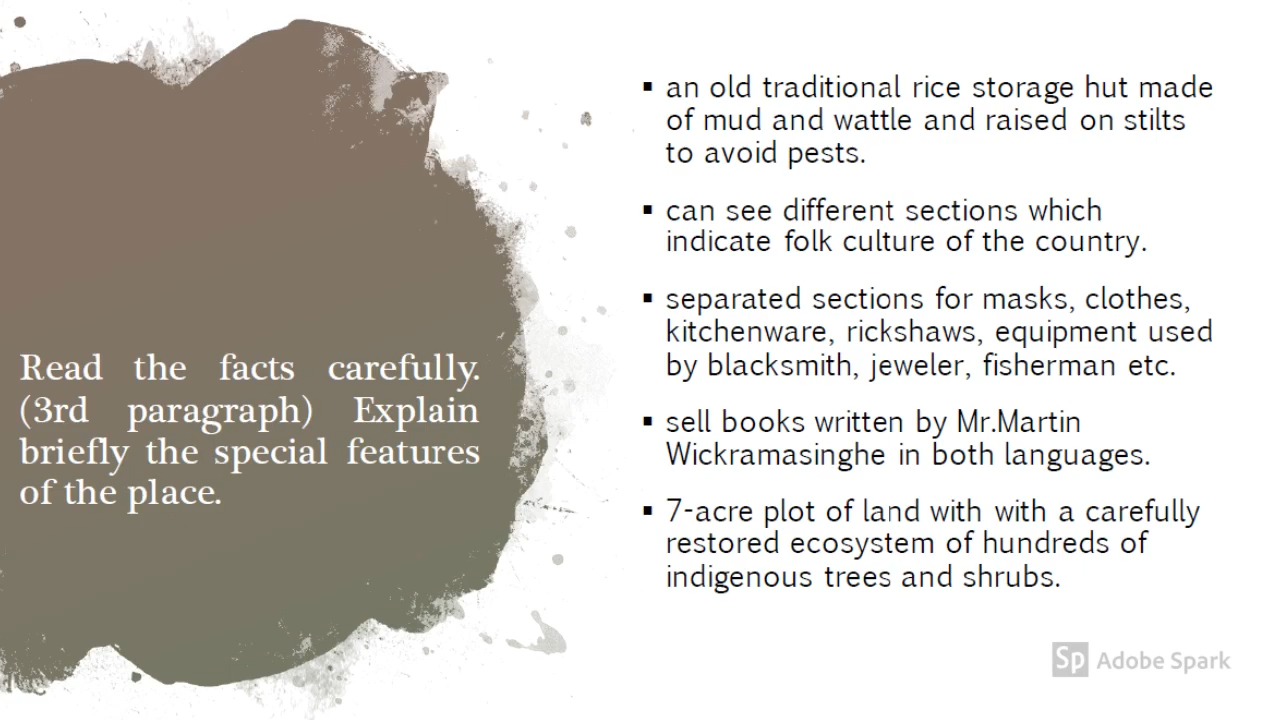 Read the facts carefully.
(3rd paragraph) Explain
briefly the special features
of the place.
▪ an old traditional rice storage hut made
of mud and wattle and raised on stilts
to avoid pests.
▪ can see different sections which
indicate folk culture of the country.
▪ separated sections for masks, clothes,
kitchenware, rickshaws, equipment used
by blacksmith, jeweler, fisherman etc.
▪ sell books written by Mr.Martin
Wickramasinghe in both languages.
▪ 7-acre plot of land with with a carefully
restored ecosystem of hundreds of
indigenous trees and shrubs.
Sp Adobe Spark